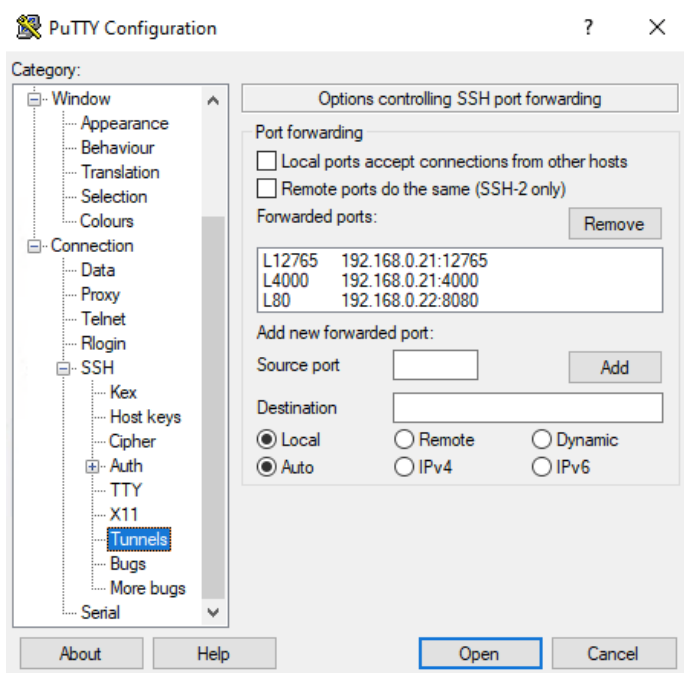 PuTTY Configuration ? ×
Category:
Window
Appearance
Behaviour
Translation
Selection
Colours
Connection
Data
Proxy
Telnet
Rlogin
SSH
Kex
Host keys
Cipher
Auth
TTY
X11
Tunnels
Bugs
More bugs
Serial
Options controlling SSH port forwarding
Port forwarding
Local ports accept connections from other hosts
Remote ports do the same (SSH-2 only)
Forwarded ports: Remove
L12765 192.168.0.21:12765
L4000 192.168.0.21:4000
L80 192.168.0.22:8080
Add new forwarded port:
Source port Add
Destination
Local Remote Dynamic
Auto IPv4 IPv6
About Help Open Cancel